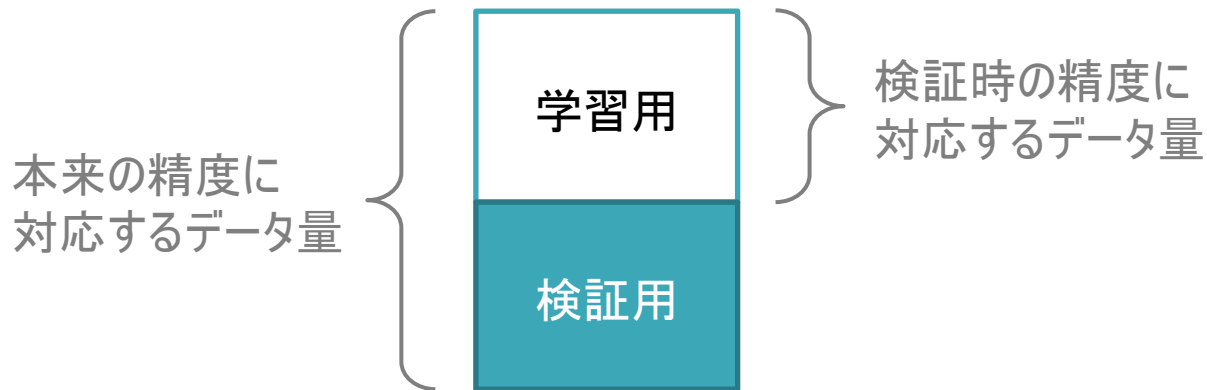 本来の精度に
対応するデータ量
学習用
検証用
検証時の精度に
対応するデータ量